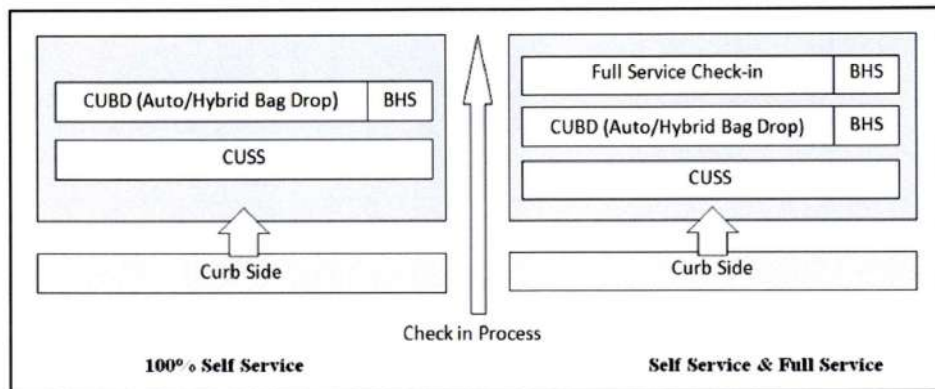 CUBD (Auto/Hybrid Bag Drop) BHS
CUSS
Curb Side
100% Self Service
Check in Process
Full Service Check-in BHS
CUBD (Auto/Hybrid Bag Drop) BHS
CUSS
Curb Side
Self Service & Full Service